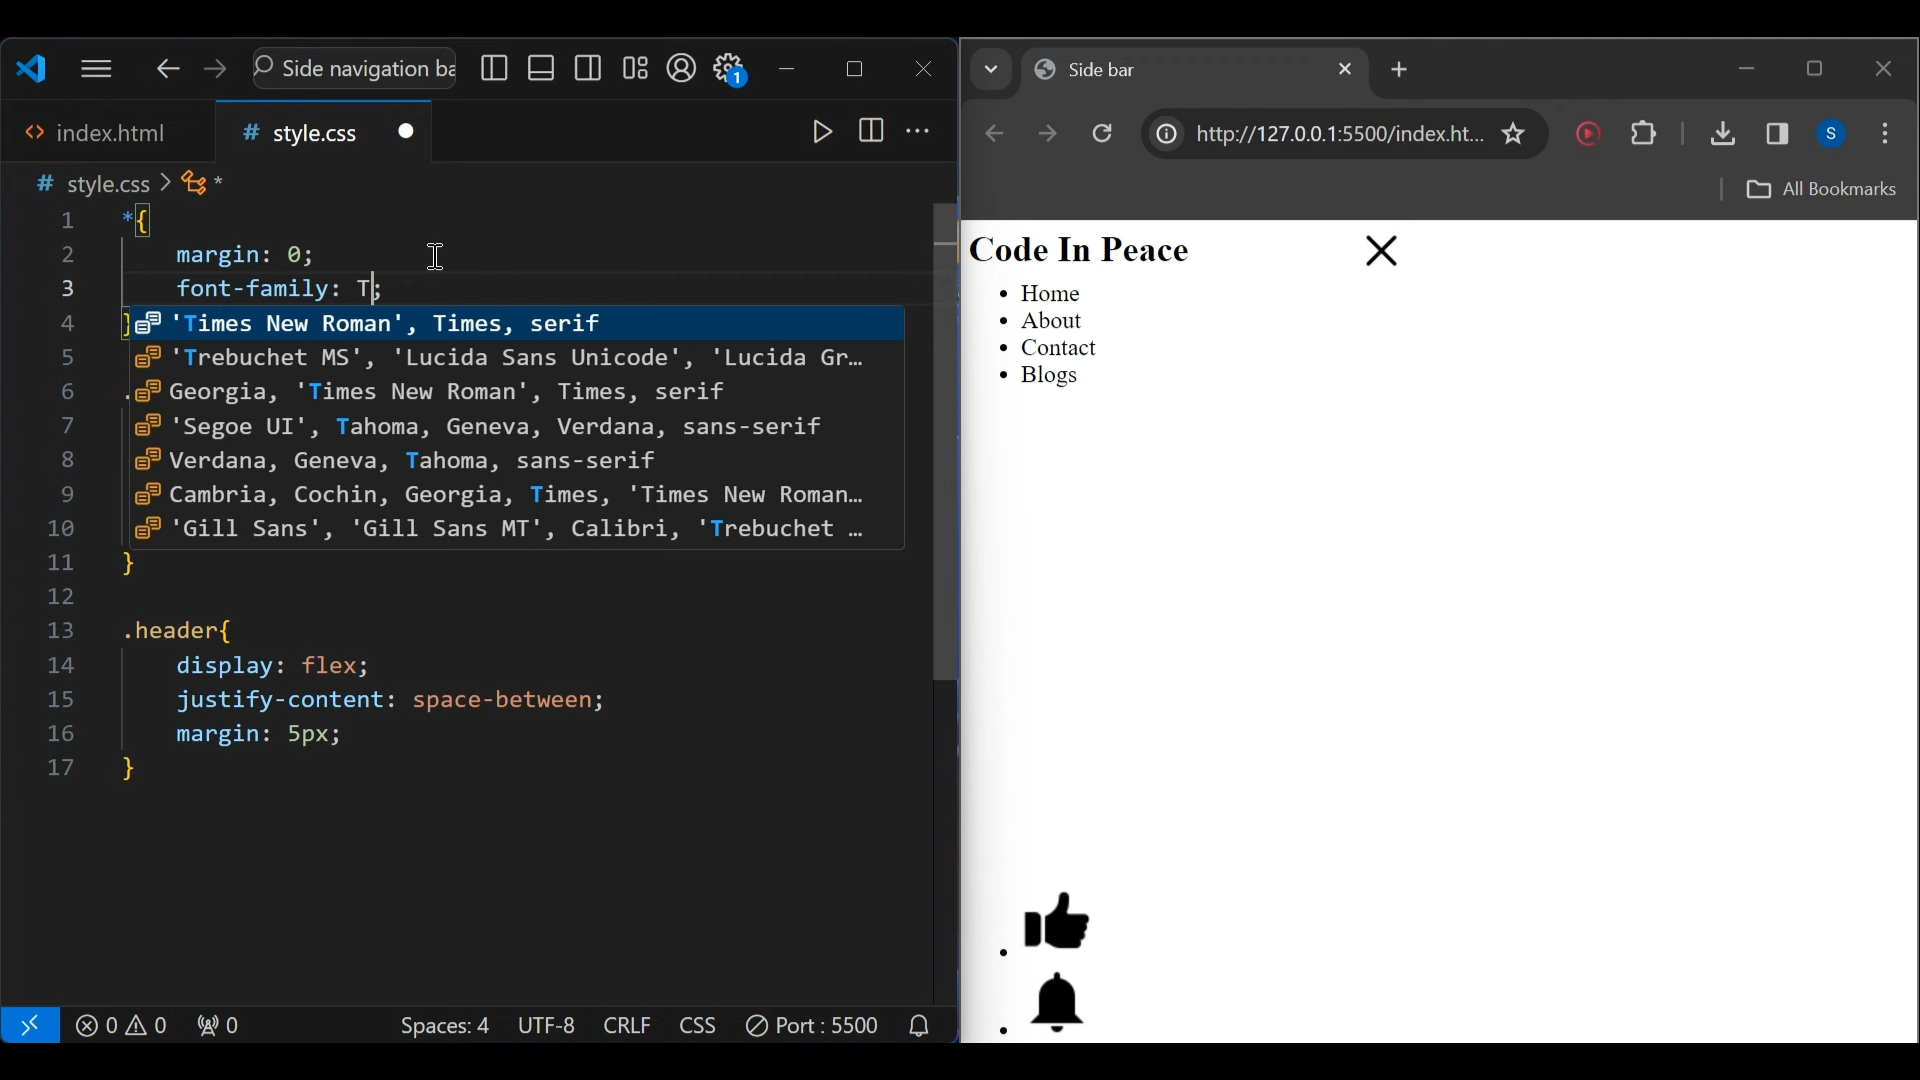 Side navigation ba
1
index.html
# style.css
# style.css > *
1 *{
2 margin: 0;
3 font-family: T;
4 }
'Times New Roman', Times, serif
5
'Trebuchet MS', 'Lucida Sans Unicode', 'Lucida Gr…
6 .
Georgia, 'Times New Roman', Times, serif
7
'Segoe UI', Tahoma, Geneva, Verdana, sans-serif
8
Verdana, Geneva, Tahoma, sans-serif
9
Cambria, Cochin, Georgia, Times, 'Times New Roman…
10
'Gill Sans', 'Gill Sans MT', Calibri, 'Trebuchet …
11 }
12
13 .header{
14 display: flex;
15 justify-content: space-between;
16 margin: 5px;
17 }
0 0 0 Spaces: 4 UTF-8 CRLF CSS Port : 5500
Side bar
http://127.0.0.1:5500/index.ht...
S
All Bookmarks
Code In Peace
• Home
• About
• Contact
• Blogs